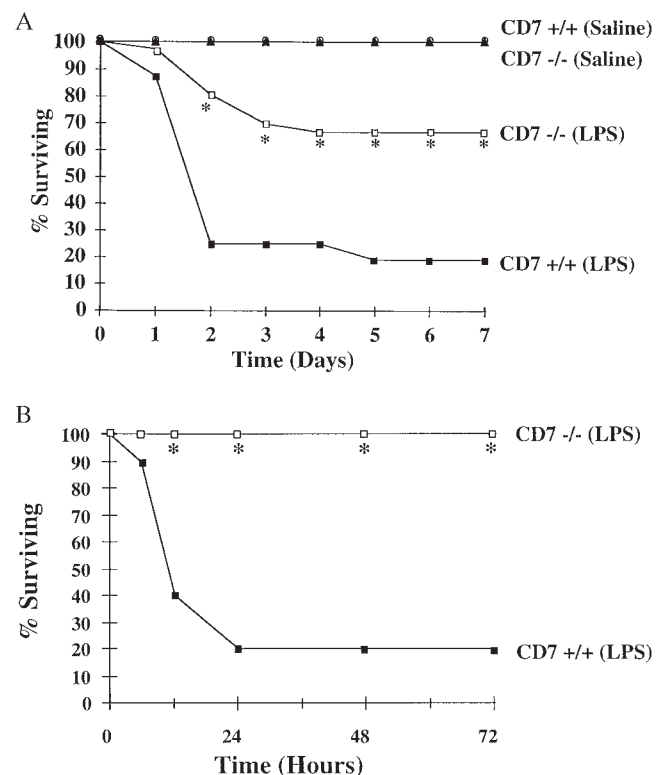 A
% Surviving
100
90
80
70
60
50
40
30
20
10
0
* * * * * *
CD7 +/+ (Saline)
CD7 -/- (Saline)
CD7 -/- (LPS)
CD7 +/+ (LPS)
0 1 2 3 4 5 6 7
Time (Days)
B
% Surviving
100
90
80
70
60
50
40
30
20
10
0
* * * *
CD7 -/- (LPS)
CD7 +/+ (LPS)
0 24 48 72
Time (Hours)